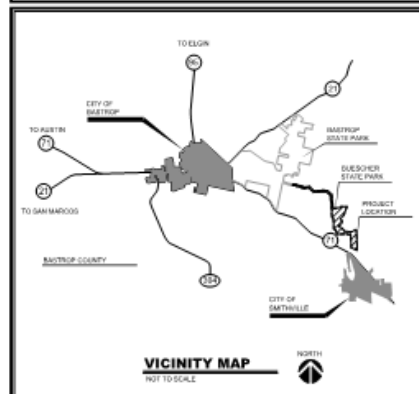 TO ELGIN
95
21
CITY OF
BASTROP
BASTROP
STATE PARK
TO AUSTIN
71
BUESCHER
STATE PARK
PROJECT
LOCATION
21
TO SAN MARCOS
71
BASTROP COUNTY
304
CITY OF
SMITHVILLE
VICINITY MAP
NOT TO SCALE
NORTH